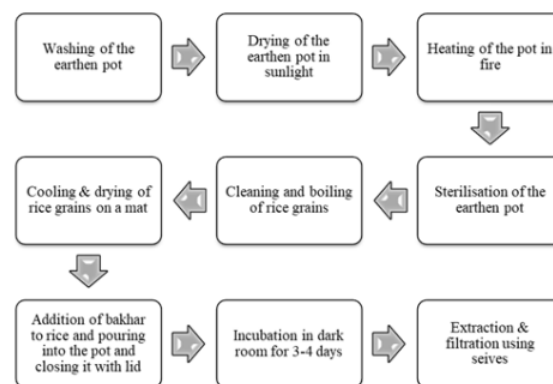 Washing of the
earthen pot
Drying of the
earthen pot in
sunlight
Heating of the pot in
fire
Sterilisation of the
earthen pot
Cleaning and boiling
of rice grains
Cooling & drying of
rice grains on a mat
Addition of bakhar
to rice and pouring
into the pot and
closing it with lid
Incubation in dark
room for 3-4 days
Extraction &
filtration using
seives